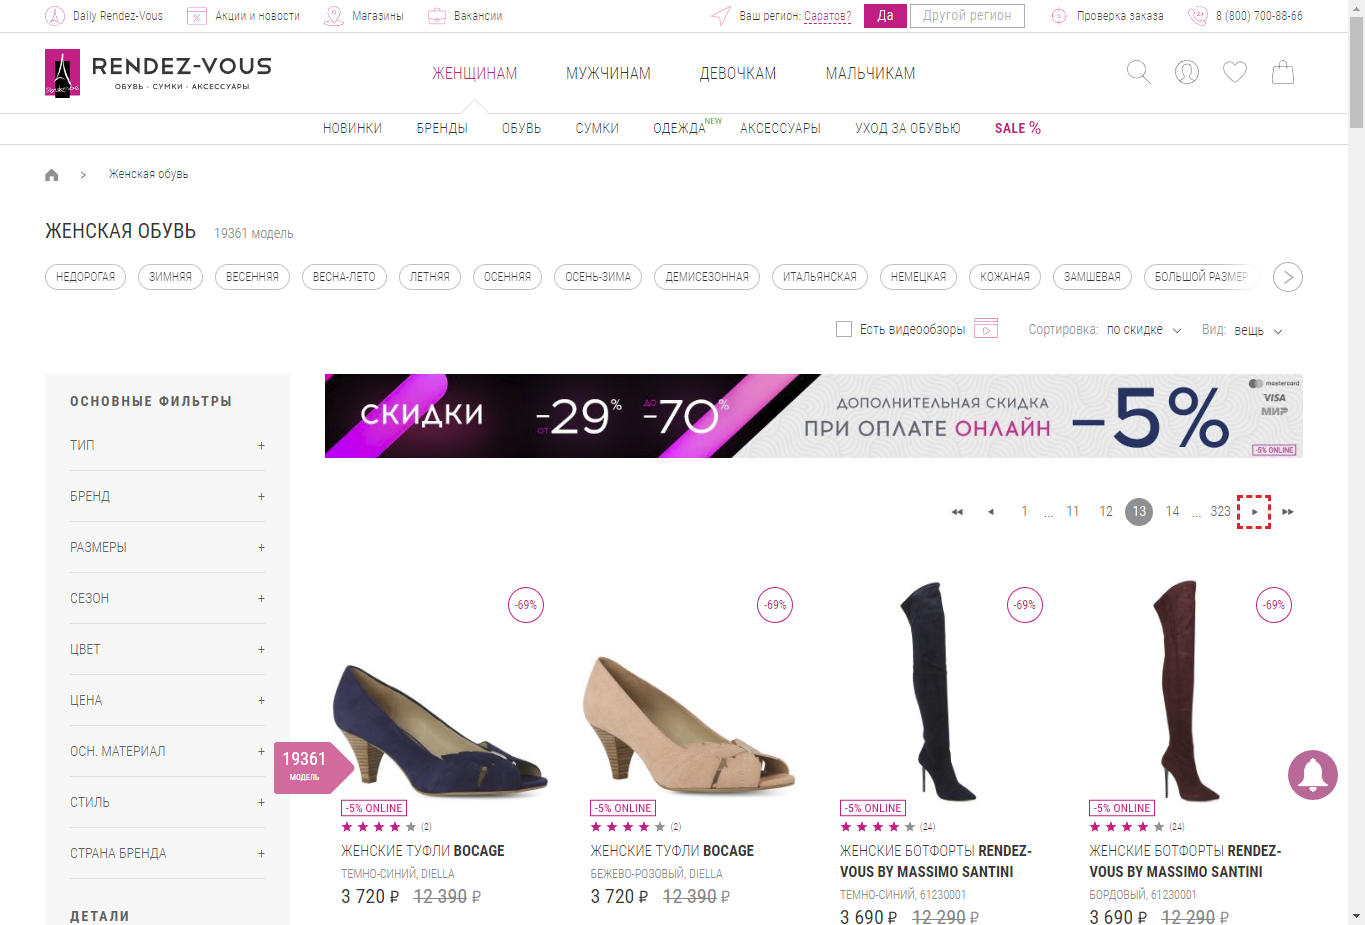 Daily Rendez-Vous
Акции и новости
Магазины
Вакансии
Ваш регион: Саратов?
Да
Другой регион
Проверка заказа
8 (800) 700-88-66
RENDEZ-VOUS
ОБУВЬ - СУМКИ - АКСЕССУАРЫ
ЖЕНЩИНАМ
МУЖЧИНАМ
ДЕВОЧКАМ
МАЛЬЧИКАМ
НОВИНКИ
БРЕНДЫ
ОБУВЬ
СУМКИ
ОДЕЖДА NEW
АКСЕССУАРЫ
УХОД ЗА ОБУВЬЮ
SALE %
Женская обувь
ЖЕНСКАЯ ОБУВЬ 19361 модель
НЕДОРОГАЯ
ЗИМНЯЯ
ВЕСЕННЯЯ
ВЕСНА-ЛЕТО
ЛЕТНЯЯ
ОСЕННЯЯ
ОСЕНЬ-ЗИМА
ДЕМИСЕЗОННАЯ
ИТАЛЬЯНСКАЯ
НЕМЕЦКАЯ
КОЖАНАЯ
ЗАМШЕВАЯ
БОЛЬШОЙ РАЗМЕР
Есть видеообзоры
Сортировка: по скидке
Вид: вещь
ОСНОВНЫЕ ФИЛЬТРЫ
ТИП +
БРЕНД +
РАЗМЕРЫ +
СЕЗОН +
ЦВЕТ +
ЦЕНА +
ОСН. МАТЕРИАЛ +
СТИЛЬ +
СТРАНА БРЕНДА +
ДЕТАЛИ
19361
МОДЕЛЬ
СКИДКИ ОТ -29% ДО -70%
ДОПОЛНИТЕЛЬНАЯ СКИДКА
ПРИ ОПЛАТЕ ОНЛАЙН
-5%
mastercard
VISA
МИР
-5% ONLINE
1 ... 11 12 13 14 ... 323
-69%
-5% ONLINE
(2)
ЖЕНСКИЕ ТУФЛИ BOCAGE
ТЕМНО-СИНИЙ, DIELLA
3 720 ₽ 12 390 ₽
-69%
-5% ONLINE
(2)
ЖЕНСКИЕ ТУФЛИ BOCAGE
БЕЖЕВО-РОЗОВЫЙ, DIELLA
3 720 ₽ 12 390 ₽
-69%
-5% ONLINE
(24)
ЖЕНСКИЕ БОТФОРТЫ RENDEZ-
VOUS BY MASSIMO SANTINI
ТЕМНО-СИНИЙ, 61230001
3 690 ₽ 12 290 ₽
-69%
-5% ONLINE
(24)
ЖЕНСКИЕ БОТФОРТЫ RENDEZ-
VOUS BY MASSIMO SANTINI
БОРДОВЫЙ, 61230001
3 690 ₽ 12 290 ₽